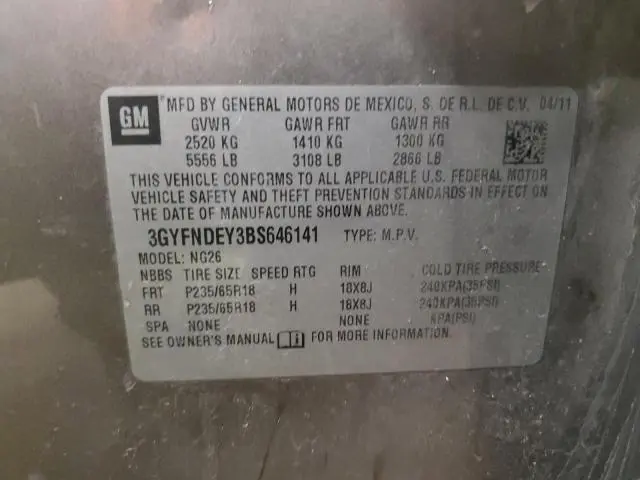 GM MFD BY GENERAL MOTORS DE MEXICO, S. DE R.L. DE C.V. 04/11
GVWR GAWR FRT GAWR RR
2520 KG 1410 KG 1300 KG
5556 LB 3108 LB 2866 LB
THIS VEHICLE CONFORMS TO ALL APPLICABLE U.S. FEDERAL MOTOR
VEHICLE SAFETY AND THEFT PREVENTION STANDARDS IN EFFECT ON
THE DATE OF MANUFACTURE SHOWN ABOVE.
3GYFNDEY3BS646141 TYPE: M.P.V.
MODEL: NG26
NBBS TIRE SIZE SPEED RTG RIM COLD TIRE PRESSURE
FRT P235/65R18 H 18X8J 240KPA(35PSI)
RR P235/65R18 H 18X8J 240KPA(35PSI)
SPA NONE NONE KPA(PSI)
SEE OWNER'S MANUAL FOR MORE INFORMATION.